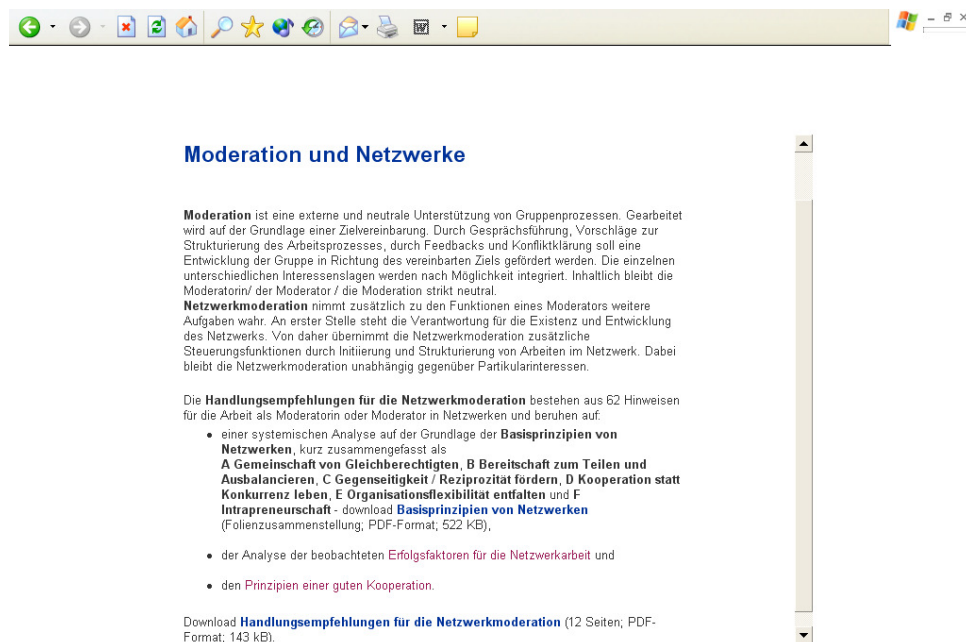 Moderation und Netzwerke
Moderation ist eine externe und neutrale Unterstützung von Gruppenprozessen. Gearbeitet
wird auf der Grundlage einer Zielvereinbarung. Durch Gesprächsführung, Vorschläge zur
Strukturierung des Arbeitsprozesses, durch Feedbacks und Konfliktklärung soll eine
Entwicklung der Gruppe in Richtung des vereinbarten Ziels gefördert werden. Die einzelnen
unterschiedlichen Interessenslagen werden nach Möglichkeit integriert. Inhaltlich bleibt die
Moderatorin/ der Moderator / die Moderation strikt neutral.
Netzwerkmoderation nimmt zusätzlich zu den Funktionen eines Moderators weitere
Aufgaben wahr. An erster Stelle steht die Verantwortung für die Existenz und Entwicklung
des Netzwerks. Von daher übernimmt die Netzwerkmoderation zusätzliche
Steuerungsfunktionen durch Initiierung und Strukturierung von Arbeiten im Netzwerk. Dabei
bleibt die Netzwerkmoderation unabhängig gegenüber Partikularinteressen.
Die Handlungsempfehlungen für die Netzwerkmoderation bestehen aus 62 Hinweisen
für die Arbeit als Moderatorin oder Moderator in Netzwerken und beruhen auf:
• einer systemischen Analyse auf der Grundlage der Basisprinzipien von
Netzwerken, kurz zusammengefasst als
A Gemeinschaft von Gleichberechtigten, B Bereitschaft zum Teilen und
Ausbalancieren, C Gegenseitigkeit / Reziprozität fördern, D Kooperation statt
Konkurrenz leben, E Organisationsflexibilität entfalten und F
Intrapreneurschaft - download Basisprinzipien von Netzwerken
(Folienzusammenstellung; PDF-Format; 522 KB),
• der Analyse der beobachteten Erfolgsfaktoren für die Netzwerkarbeit und
• den Prinzipien einer guten Kooperation.
Download Handlungsempfehlungen für die Netzwerkmoderation (12 Seiten; PDF-
Format; 143 kB).